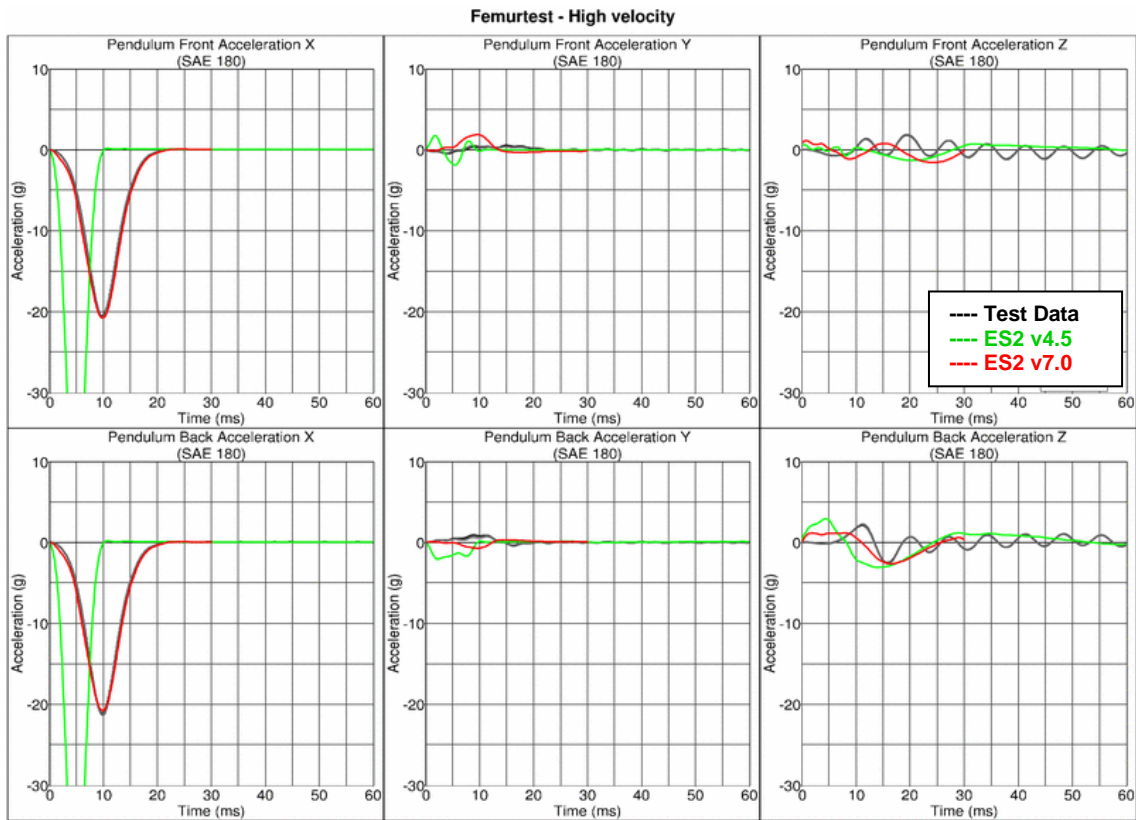 Femurtest - High velocity
Pendulum Front Acceleration X
(SAE 180)
10
0
-10
-20
-30
Acceleration (g)
0 10 20 30 40 50 60
Time (ms)
Pendulum Front Acceleration Y
(SAE 180)
10
0
-10
-20
-30
Acceleration (g)
0 10 20 30 40 50 60
Time (ms)
Pendulum Front Acceleration Z
(SAE 180)
10
0
-10
-20
-30
Acceleration (g)
---- Test Data
---- ES2 v4.5
---- ES2 v7.0
0 10 20 30 40 50 60
Time (ms)
Pendulum Back Acceleration X
(SAE 180)
10
0
-10
-20
-30
Acceleration (g)
0 10 20 30 40 50 60
Time (ms)
Pendulum Back Acceleration Y
(SAE 180)
10
0
-10
-20
-30
Acceleration (g)
0 10 20 30 40 50 60
Time (ms)
Pendulum Back Acceleration Z
(SAE 180)
10
0
-10
-20
-30
Acceleration (g)
0 10 20 30 40 50 60
Time (ms)